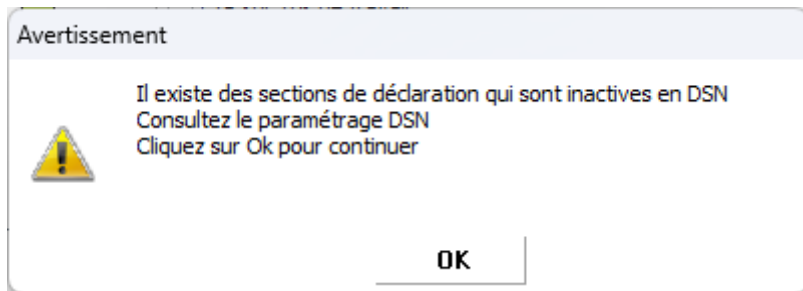 Avertissement
Il existe des sections de déclaration qui sont inactives en DSN
Consultez le paramétrage DSN
Cliquez sur Ok pour continuer
OK